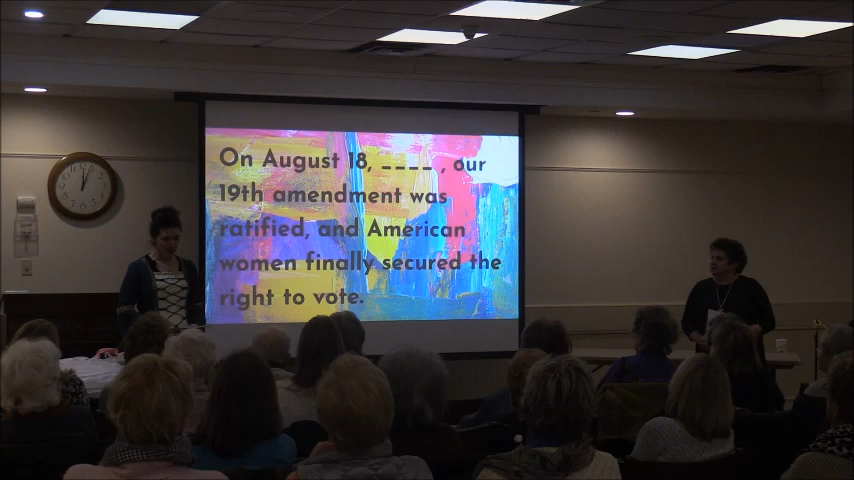 On August 18, ____, our
19th amendment was
ratified, and American
women finally secured the
right to vote.